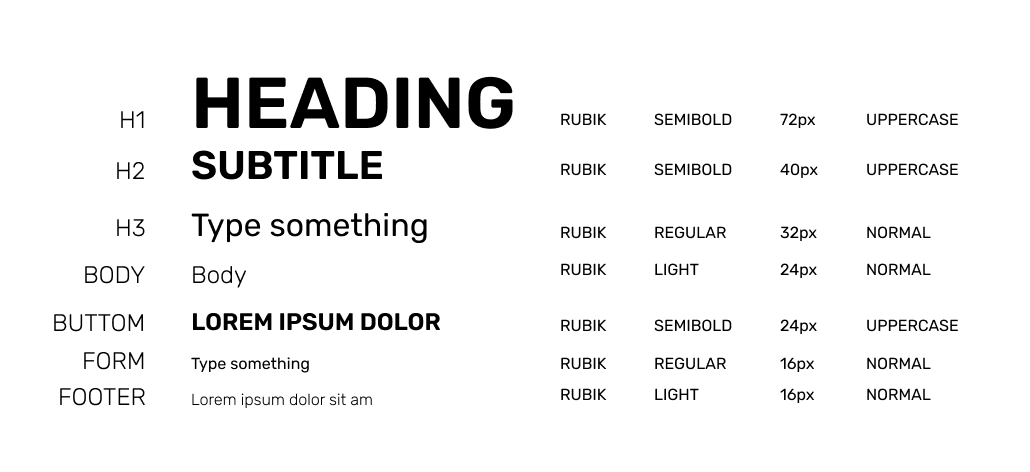 H1 HEADING RUBIK SEMIBOLD 72px UPPERCASE
H2 SUBTITLE RUBIK SEMIBOLD 40px UPPERCASE
H3 Type something RUBIK REGULAR 32px NORMAL
BODY Body RUBIK LIGHT 24px NORMAL
BUTTOM LOREM IPSUM DOLOR RUBIK SEMIBOLD 24px UPPERCASE
FORM Type something RUBIK REGULAR 16px NORMAL
FOOTER Lorem ipsum dolor sit am RUBIK LIGHT 16px NORMAL